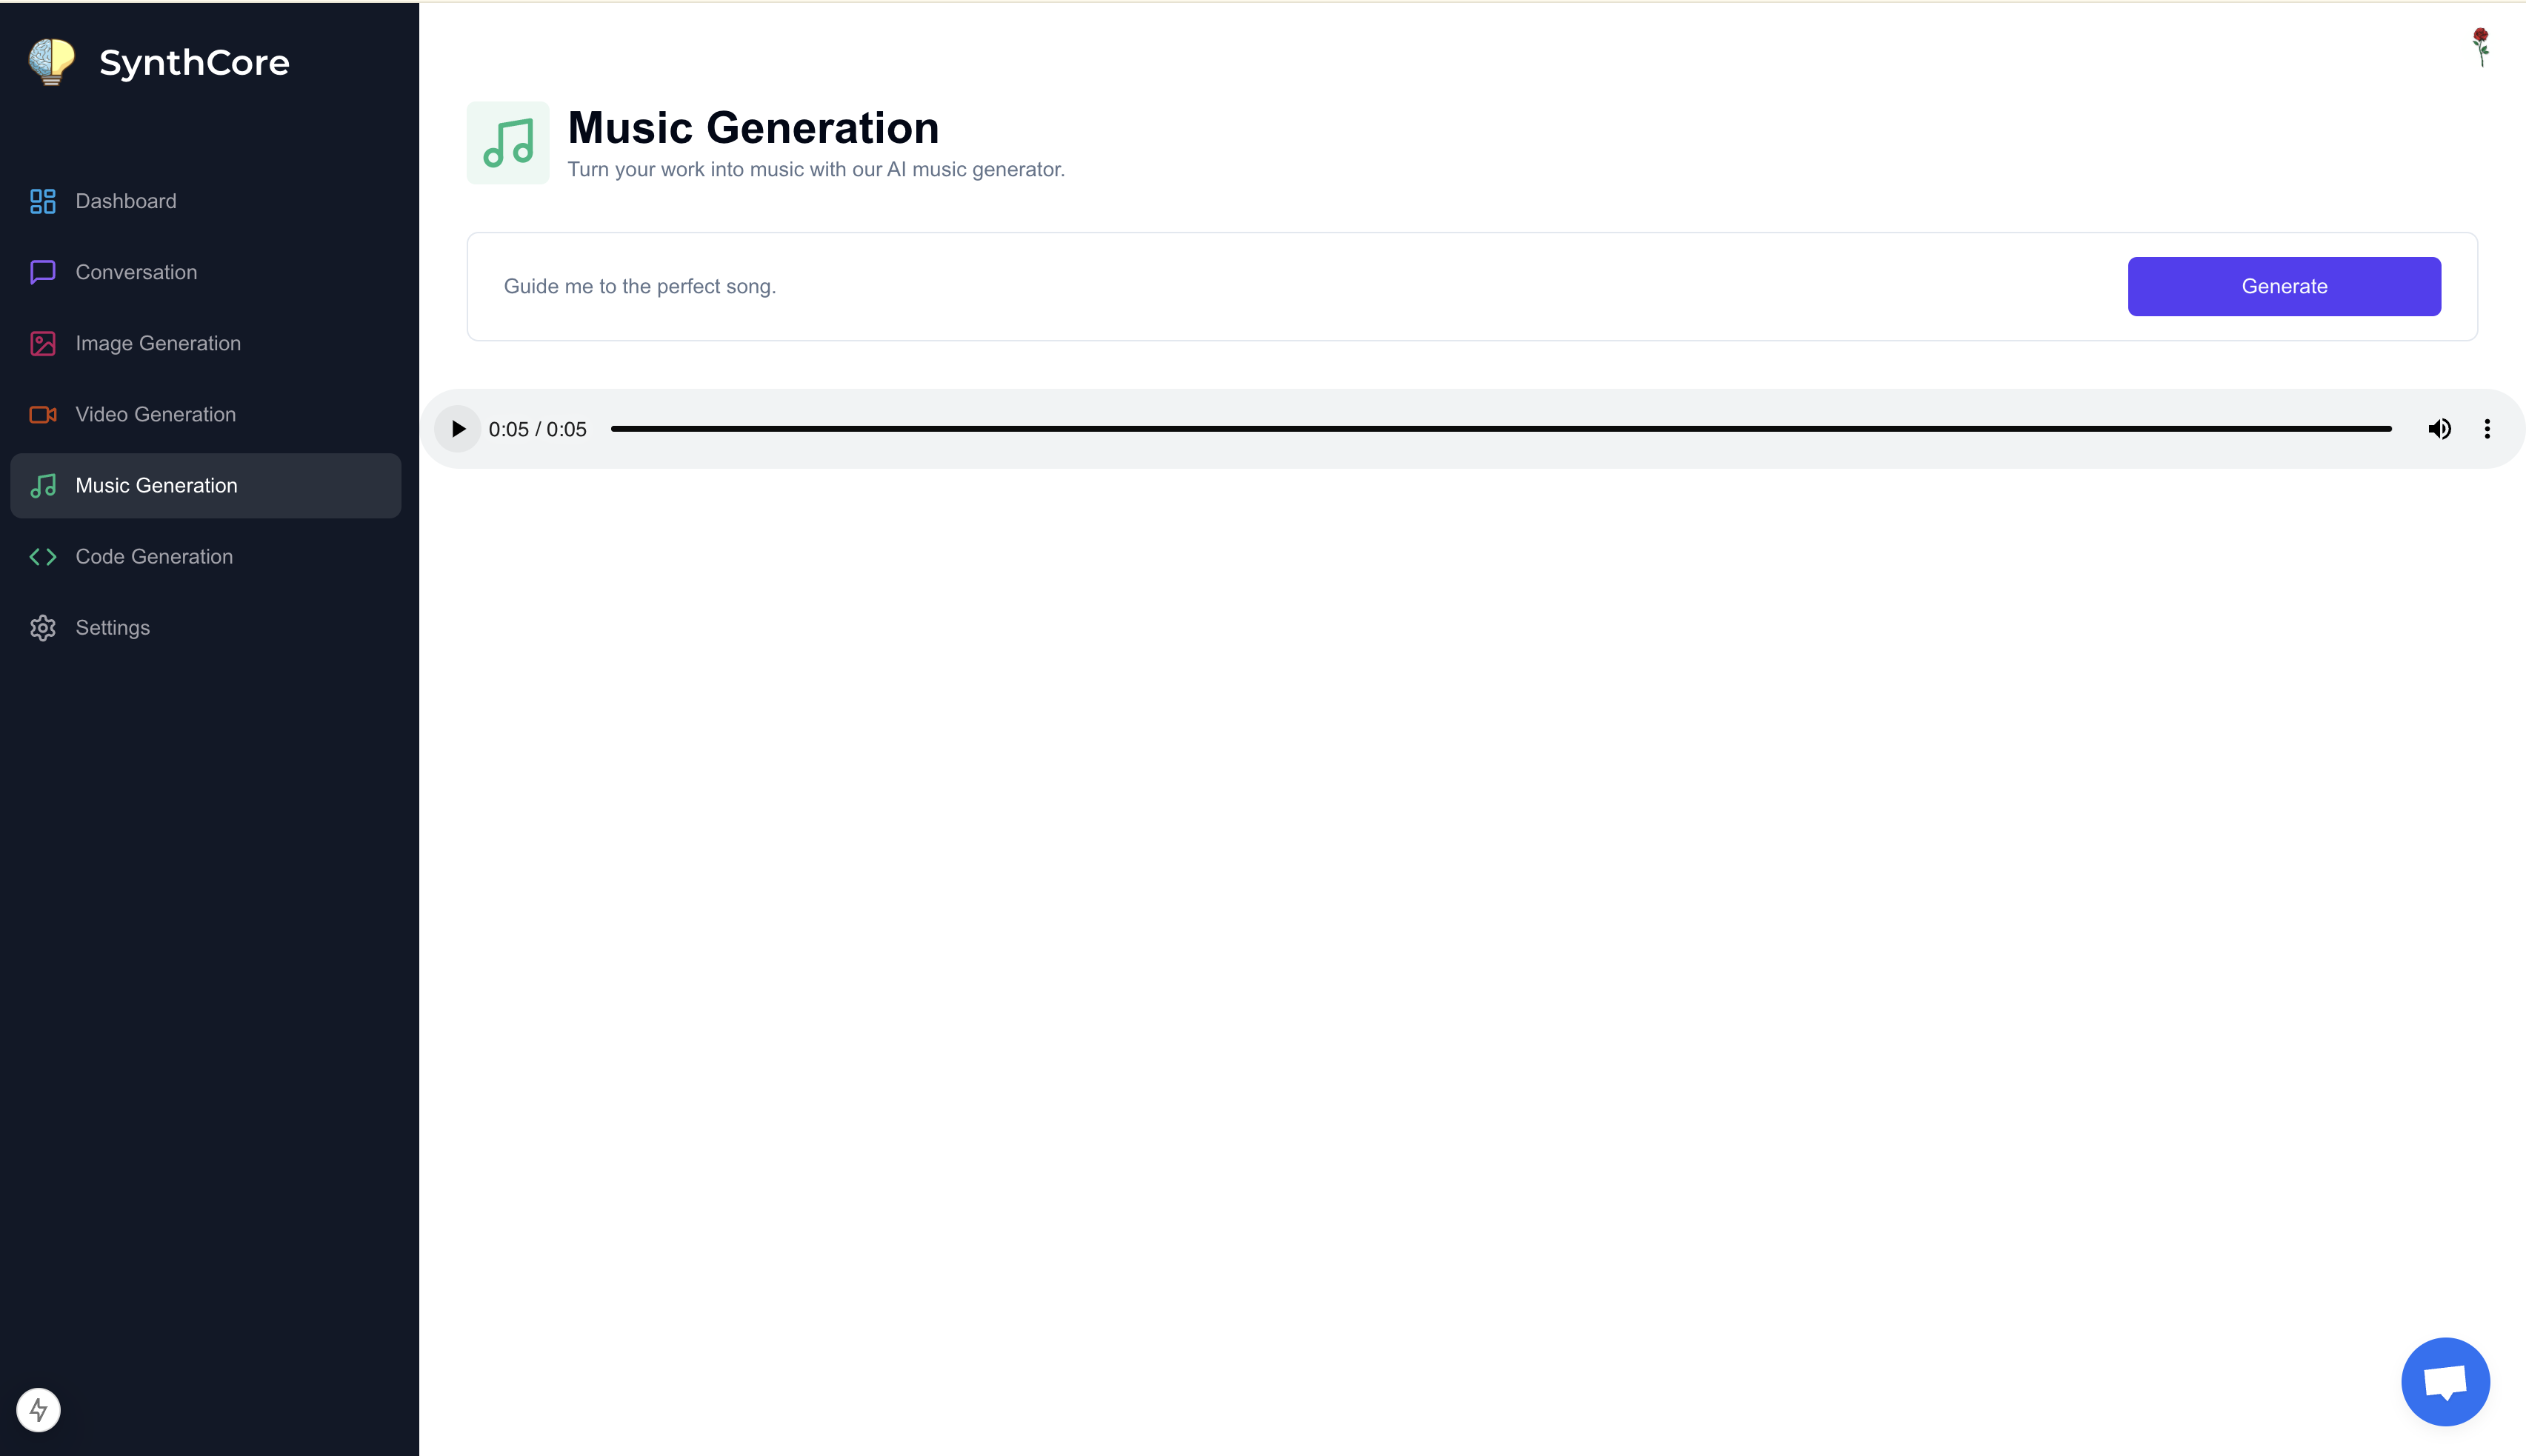 SynthCore
Dashboard
Conversation
Image Generation
Video Generation
Music Generation
Code Generation
Settings
Music Generation
Turn your work into music with our AI music generator.
Guide me to the perfect song.
Generate
0:05 / 0:05